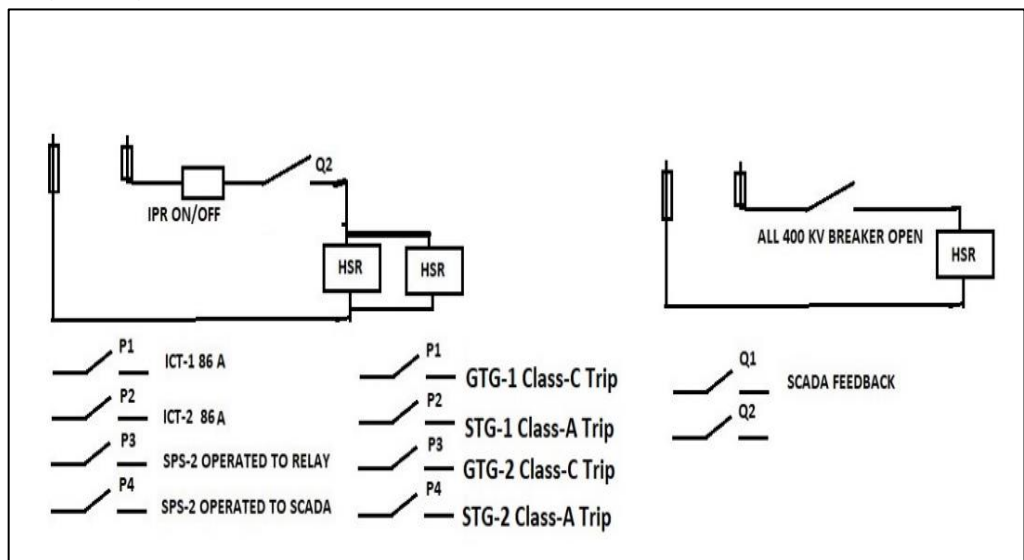 Q2
IPR ON/OFF
HSR
HSR
ALL 400 KV BREAKER OPEN
HSR
P1
ICT-1 86 A
P2
ICT-2 86A
P3
SPS-2 OPERATED TO RELAY
P4
SPS-2 OPERATED TO SCADA
P1
GTG-1 Class-C Trip
P2
STG-1 Class-A Trip
P3
GTG-2 Class-C Trip
P4
STG-2 Class-A Trip
Q1
SCADA FEEDBACK
Q2